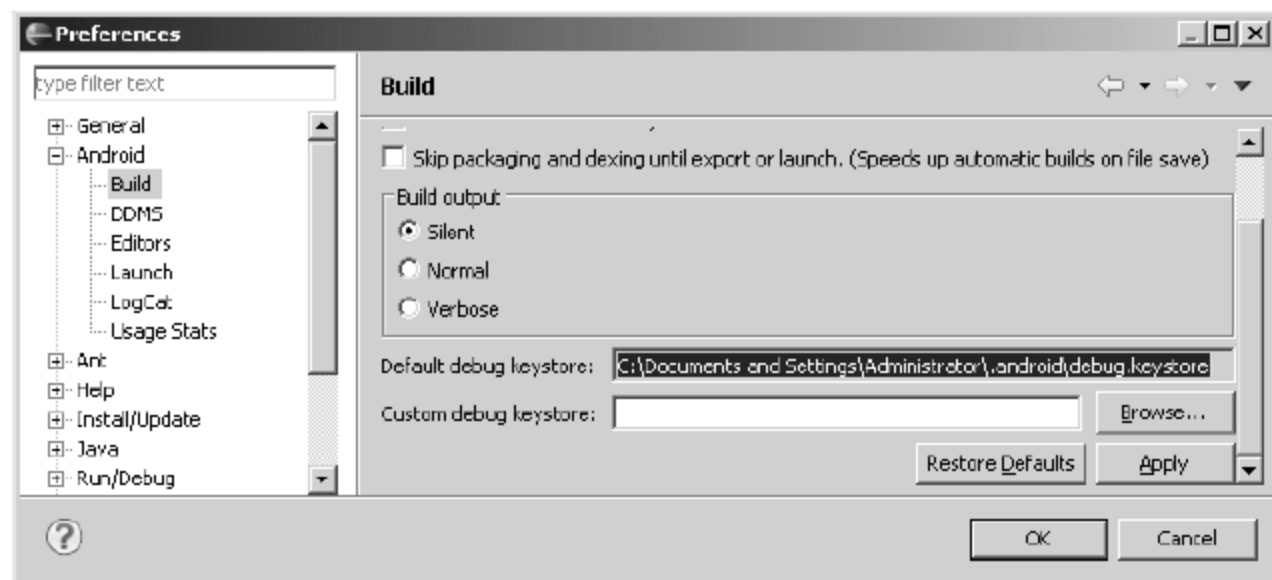 Preferences
type filter text
Build
General
Android
Build
DDMS
Editors
Launch
LogCat
Usage Stats
Ant
Help
Install/Update
Java
Run/Debug
Skip packaging and dexing until export or launch. (Speeds up automatic builds on file save)
Build output
Silent
Normal
Verbose
Default debug keystore: C:\Documents and Settings\Administrator\.android\debug.keystore
Custom debug keystore: Browse...
Restore Defaults Apply
? OK Cancel